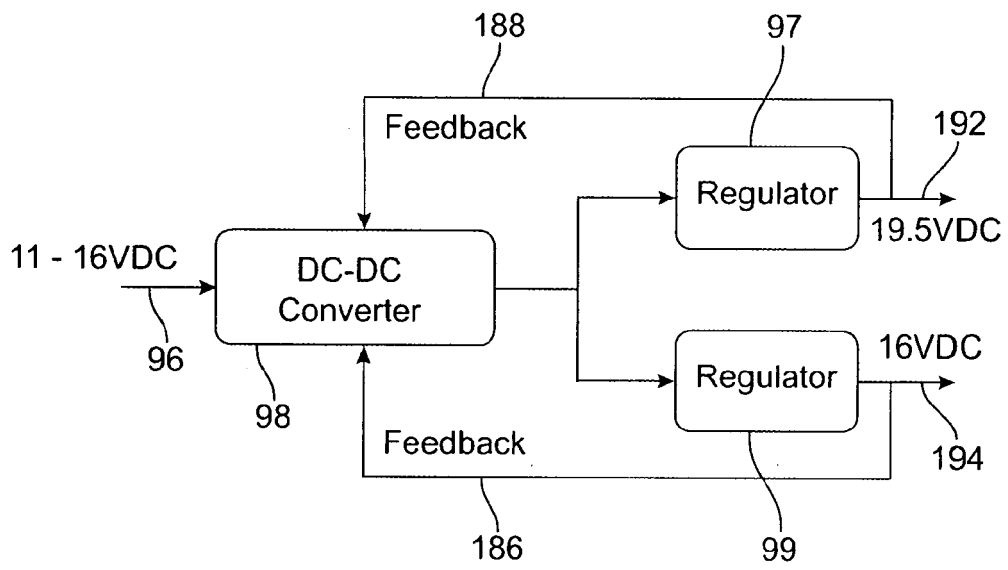 188
97
Feedback
192
Regulator
19.5VDC
11 - 16VDC
DC-DC
Converter
96
98
16VDC
Regulator
Feedback
194
186
99